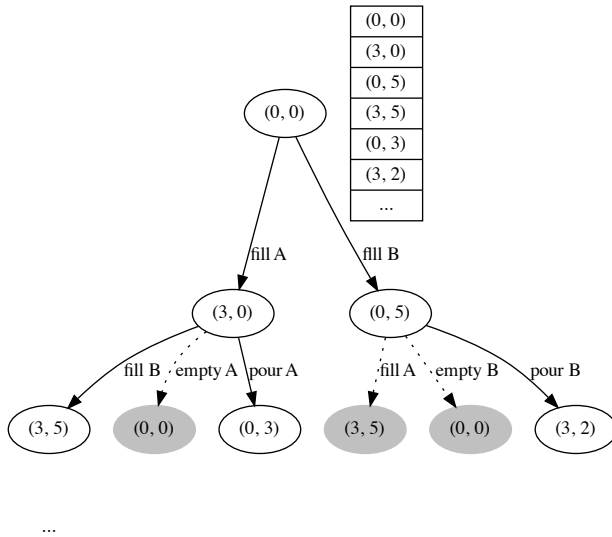 (0, 0)
(3, 0)
(0, 5)
(3, 5)
(0, 3)
(3, 2)
...
(0, 0)
fill A
flll B
(3, 0)
(0, 5)
fill B
empty A
pour A
fill A
empty B
pour B
(3, 5)
(0, 0)
(0, 3)
(3, 5)
(0, 0)
(3, 2)
...